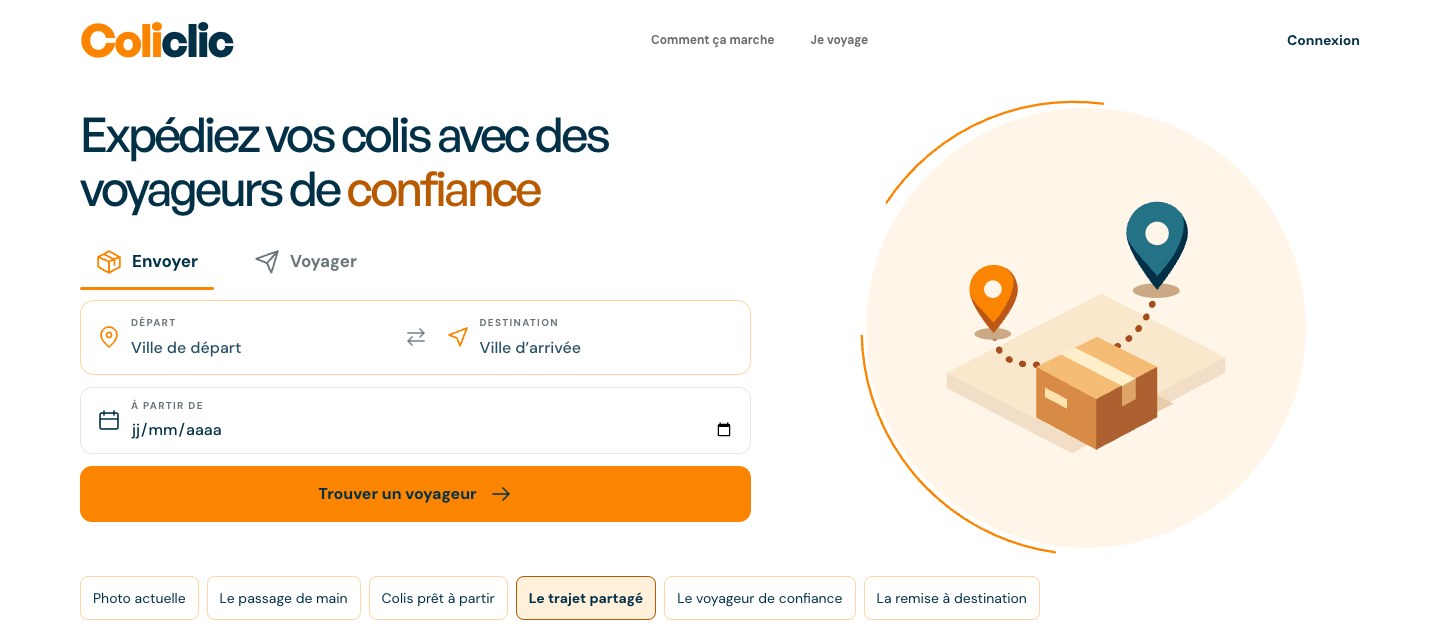 Coliclic
Comment ça marche
Je voyage
Connexion
Expédiez vos colis avec des
voyageurs de confiance
Envoyer
Voyager
DÉPART
Ville de départ
DESTINATION
Ville d’arrivée
À PARTIR DE
jj/mm/aaaa
Trouver un voyageur
Photo actuelle
Le passage de main
Colis prêt à partir
Le trajet partagé
Le voyageur de confiance
La remise à destination